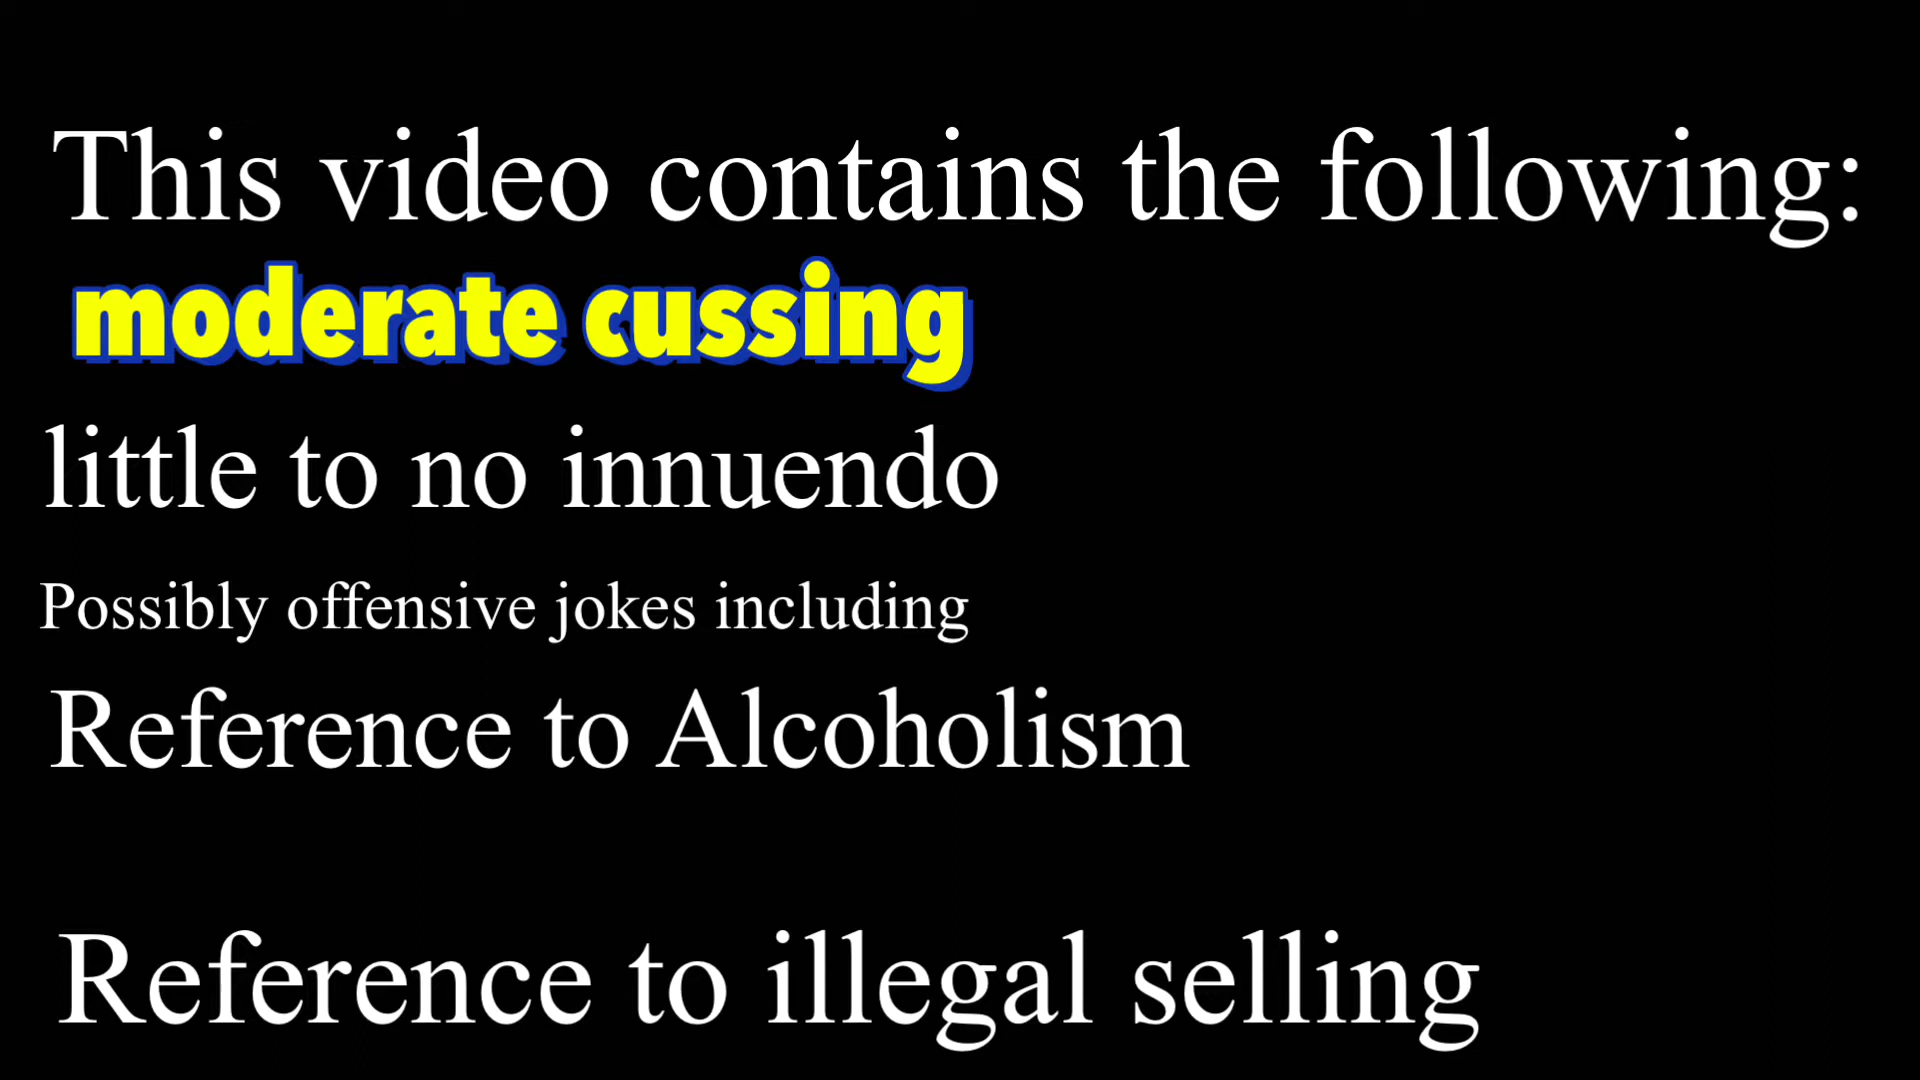 This video contains the following:
moderate cussing
little to no innuendo
Possibly offensive jokes including
Reference to Alcoholism
Reference to illegal selling